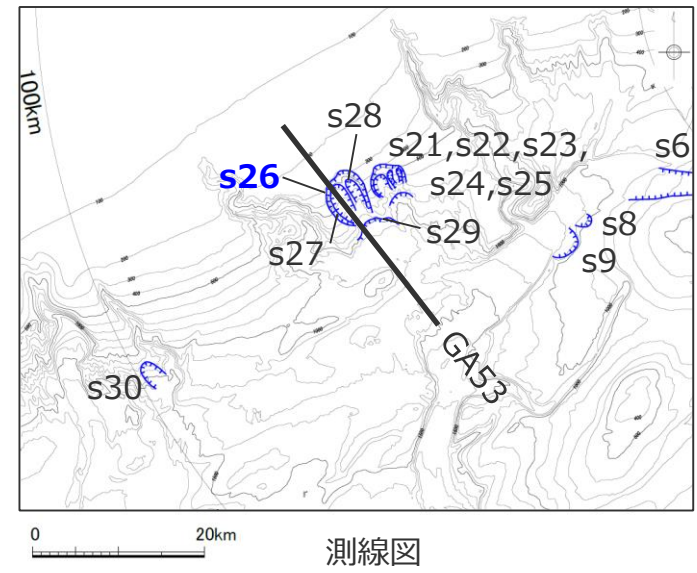 100km
s28
s21,s22,s23,
s24,s25
s6
s26
s27
s29
s8
s9
GA53
s30
0 20km
測線図